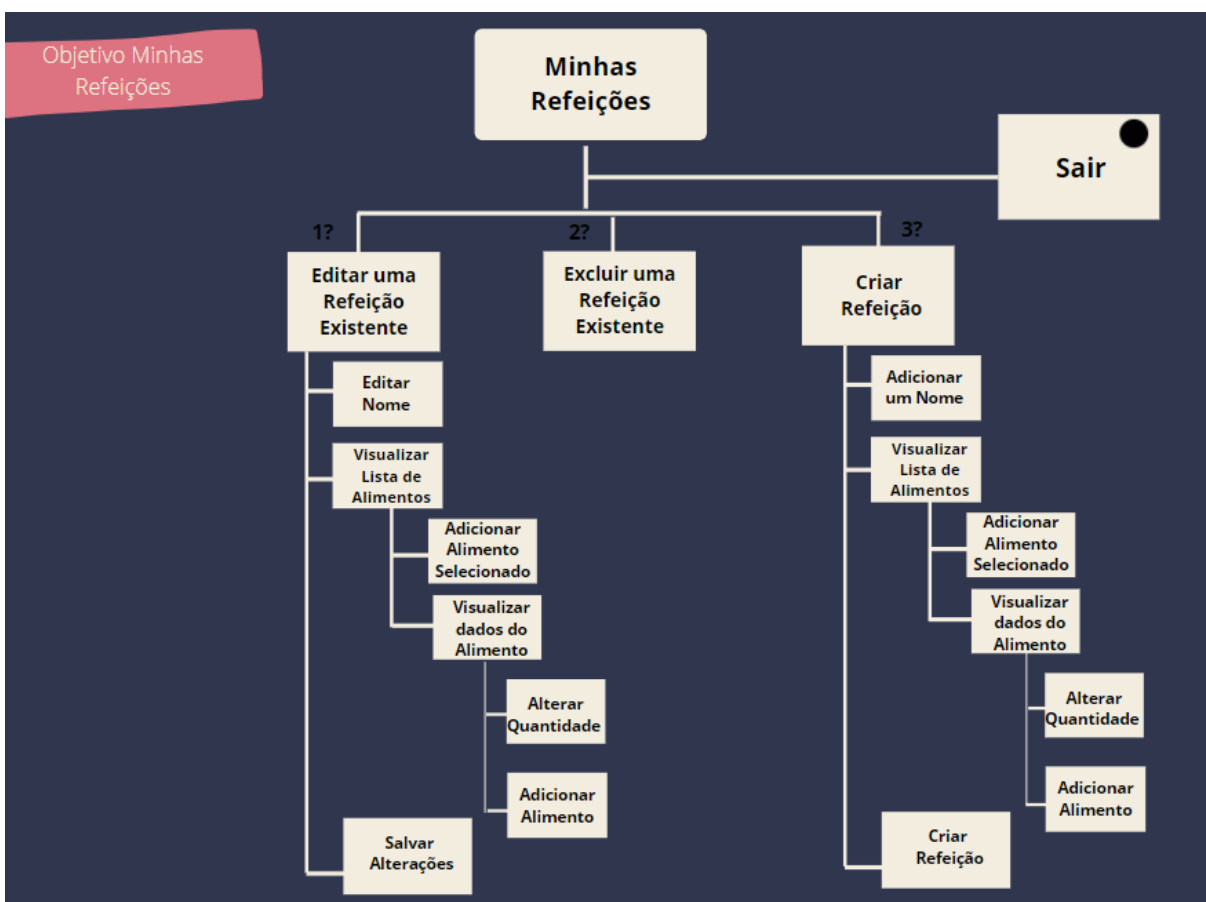 Objetivo Minhas
Refeições
Minhas
Refeições
Sair
1?
2?
3?
Editar uma
Refeição
Existente
Excluir uma
Refeição
Existente
Criar
Refeição
Editar
Nome
Visualizar
Lista de
Alimentos
Adicionar
Alimento
Selecionado
Visualizar
dados do
Alimento
Alterar
Quantidade
Adicionar
Alimento
Salvar
Alterações
Adicionar
um Nome
Visualizar
Lista de
Alimentos
Adicionar
Alimento
Selecionado
Visualizar
dados do
Alimento
Alterar
Quantidade
Adicionar
Alimento
Criar
Refeição